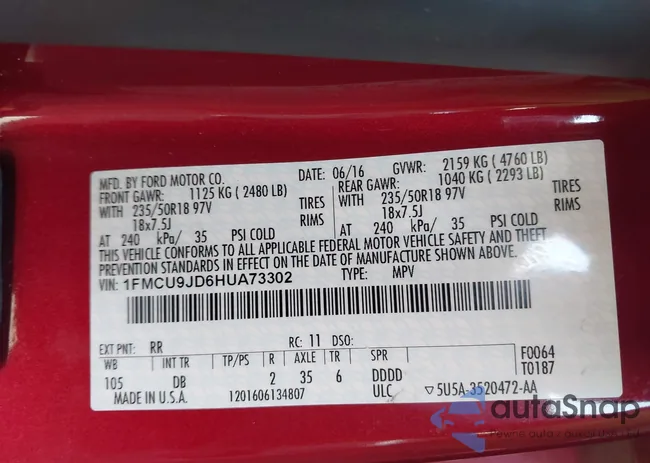 MFD. BY FORD MOTOR CO. DATE: 06/16 GVWR: 2159 KG ( 4760 LB)
FRONT GAWR: 1125 KG ( 2480 LB) REAR GAWR: 1040 KG ( 2293 LB)
WITH 235/50R18 97V TIRES WITH 235/50R18 97V TIRES
18x7.5J RIMS 18x7.5J RIMS
AT 240 kPa/ 35 PSI COLD AT 240 kPa/ 35 PSI COLD
THIS VEHICLE CONFORMS TO ALL APPLICABLE FEDERAL MOTOR VEHICLE SAFETY AND THEFT
PREVENTION STANDARDS IN EFFECT ON THE DATE OF MANUFACTURE SHOWN ABOVE.
VIN: 1FMCU9JD6HUA73302 TYPE: MPV
EXT PNT: RR RC: 11 DSO:
WB INT TR TP/PS R AXLE TR SPR F0064
105 DB 2 35 6 DDDD T0187
MADE IN U.S.A. 1201606134807 ULC ▽5U5A-3520472-AA
autoSnap